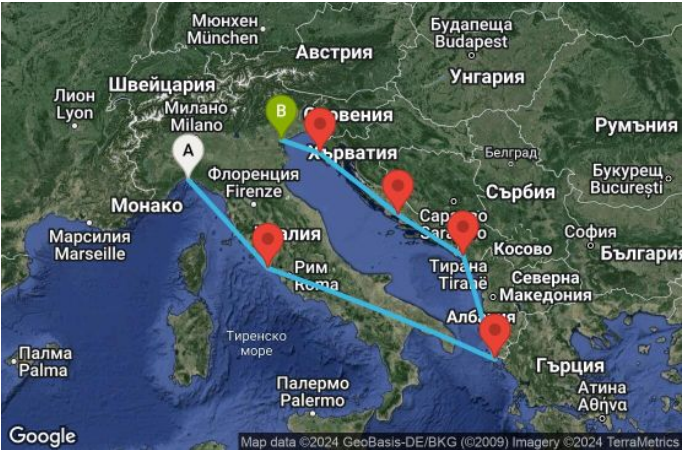 Мюнхен
München
Будапеща
Budapest
Австрия
Унгария
Лион
Lyon
Швейцария
Милано
Milano
B
Словения
Румъния
A
Хърватия
Белград
Букурещ
București
Флоренция
Firenze
Монако
Сърбия
Марсилия
Marseille
София
България
Косово
Рим
Roma
Тирана
Tiranë
Северна
Македония
Албания
Тиренско
море
Палма
Palma
Гърция
Палермо
Palermo
Атина
Αθήνα
Google
Map data ©2024 GeoBasis-DE/BKG (©2009) Imagery ©2024 TerraMetrics